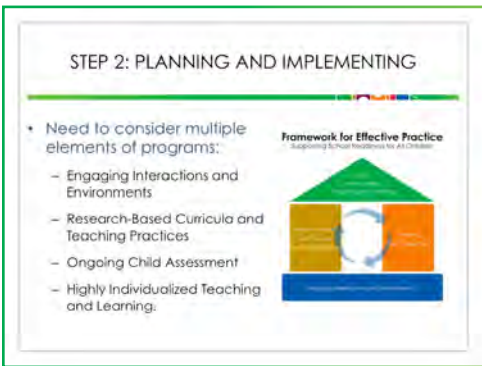 STEP 2: PLANNING AND IMPLEMENTING
• Need to consider multiple
elements of programs:
– Engaging Interactions and
Environments
– Research-Based Curricula and
Teaching Practices
– Ongoing Child Assessment
– Highly Individualized Teaching
and Learning.
Framework for Effective Practice
Supporting School Readiness for All Children